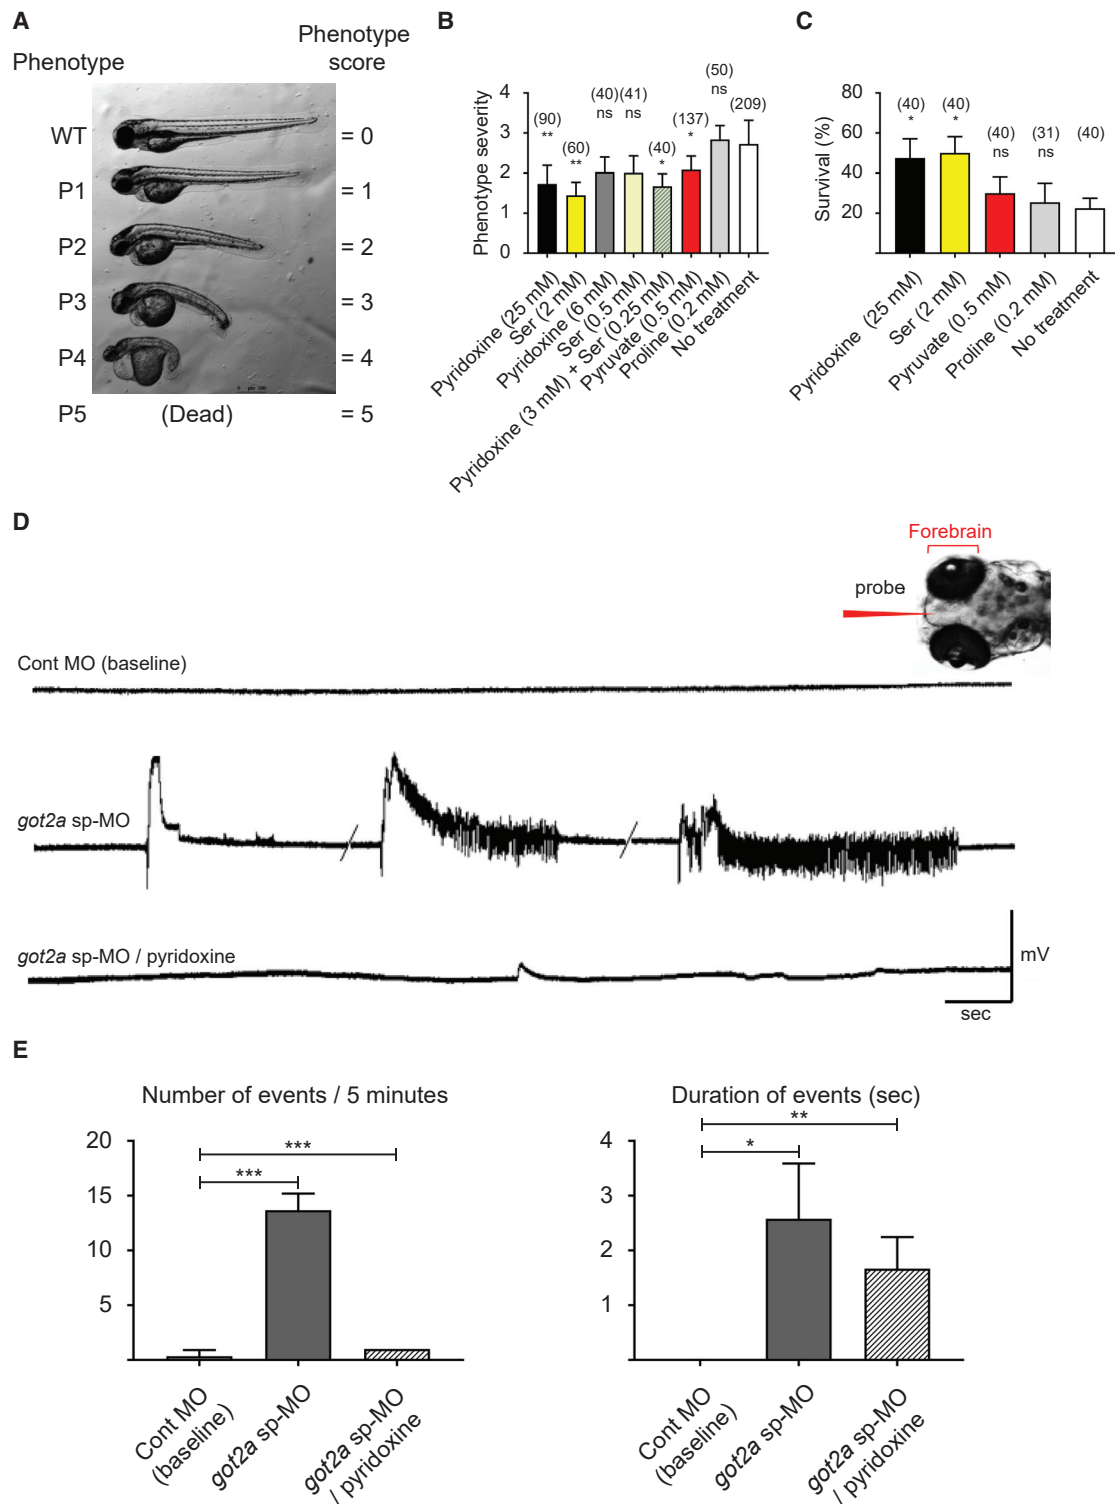 A
Phenotype
Phenotype score
WT = 0
P1 = 1
P2 = 2
P3 = 3
P4 = 4
P5 (Dead) = 5
B
Phenotype severity
4
3
2
1
0
(90)
**
(60)
**
(40)
ns
(41)
ns
(40)
*
(137)
*
(50)
ns
(209)
Pyridoxine (25 mM)
Ser (2 mM)
Pyridoxine (6 mM)
Ser (0.5 mM)
Pyridoxine (3 mM) + Ser (0.25 mM)
Pyruvate (0.5 mM)
Proline (0.2 mM)
No treatment
C
Survival (%)
80
60
40
20
(40)
*
(40)
*
(40)
ns
(31)
ns
(40)
Pyridoxine (25 mM)
Ser (2 mM)
Pyruvate (0.5 mM)
Proline (0.2 mM)
No treatment
D
Forebrain
probe
Cont MO (baseline)
got2a sp-MO
got2a sp-MO / pyridoxine
mV
sec
E
Number of events / 5 minutes
20
15
10
5
***
***
Cont MO
(baseline)
got2a sp-MO
got2a sp-MO
/ pyridoxine
Duration of events (sec)
4
3
2
1
**
*
Cont MO
(baseline)
got2a sp-MO
got2a sp-MO
/ pyridoxine